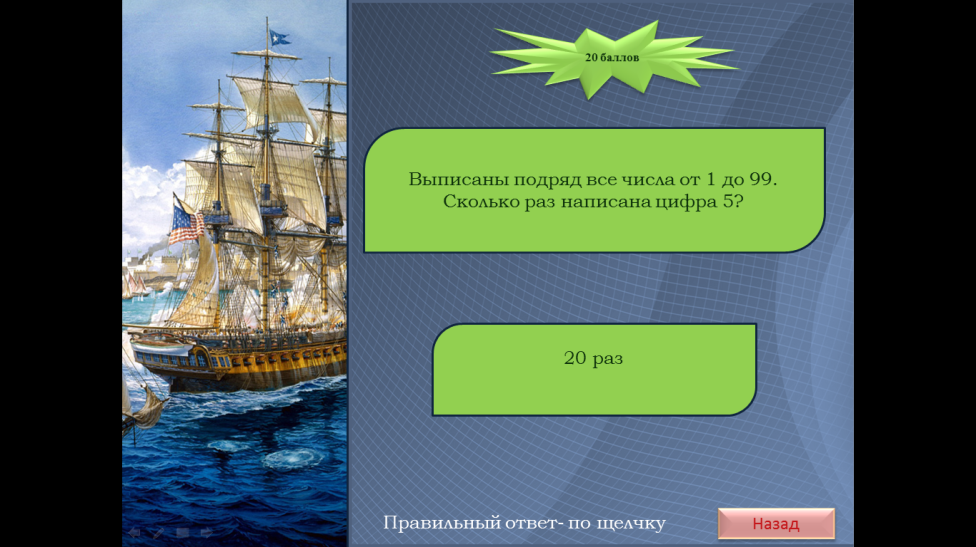 20 баллов
Выписаны подряд все числа от 1 до 99.
Сколько раз написана цифра 5?
20 раз
Правильный ответ- по щелчку
Назад